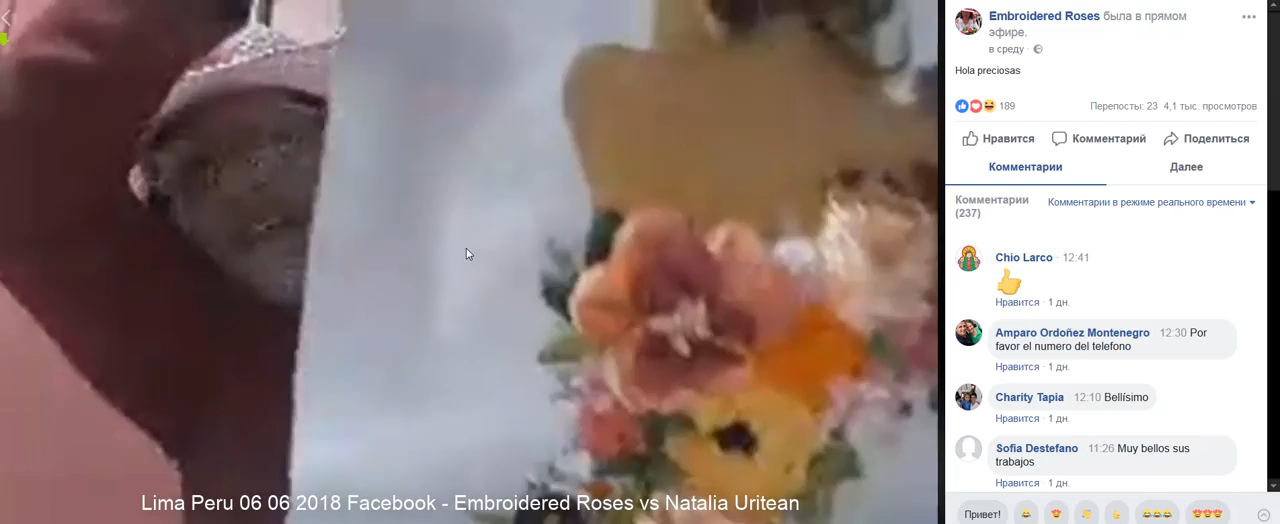 Embroidered Roses была в прямом
эфире.
в среду
Hola preciosas
189
Перепосты: 23 4,1 тыс. просмотров
Нравится Комментарий Поделиться
Комментарии Далее
Комментарии
(237)
Комментарии в режиме реального времени
Chio Larco · 12:41
Нравится · 1 дн.
Amparo Ordoñez Montenegro 12:30 Por
favor el numero del telefono
Нравится · 1 дн.
Charity Tapia 12:10 Bellísimo
Нравится · 1 дн.
Sofia Destefano 11:26 Muy bellos sus
trabajos
Нравится · 1 дн.
Привет!
Lima Peru 06 06 2018 Facebook - Embroidered Roses vs Natalia Uritean